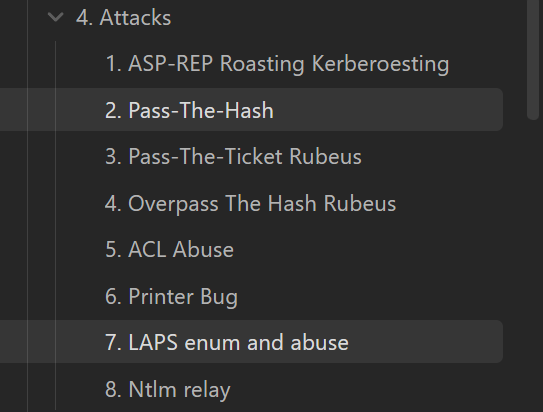 4. Attacks
1. ASP-REP Roasting Kerberoesting
2. Pass-The-Hash
3. Pass-The-Ticket Rubeus
4. Overpass The Hash Rubeus
5. ACL Abuse
6. Printer Bug
7. LAPS enum and abuse
8. Ntlm relay